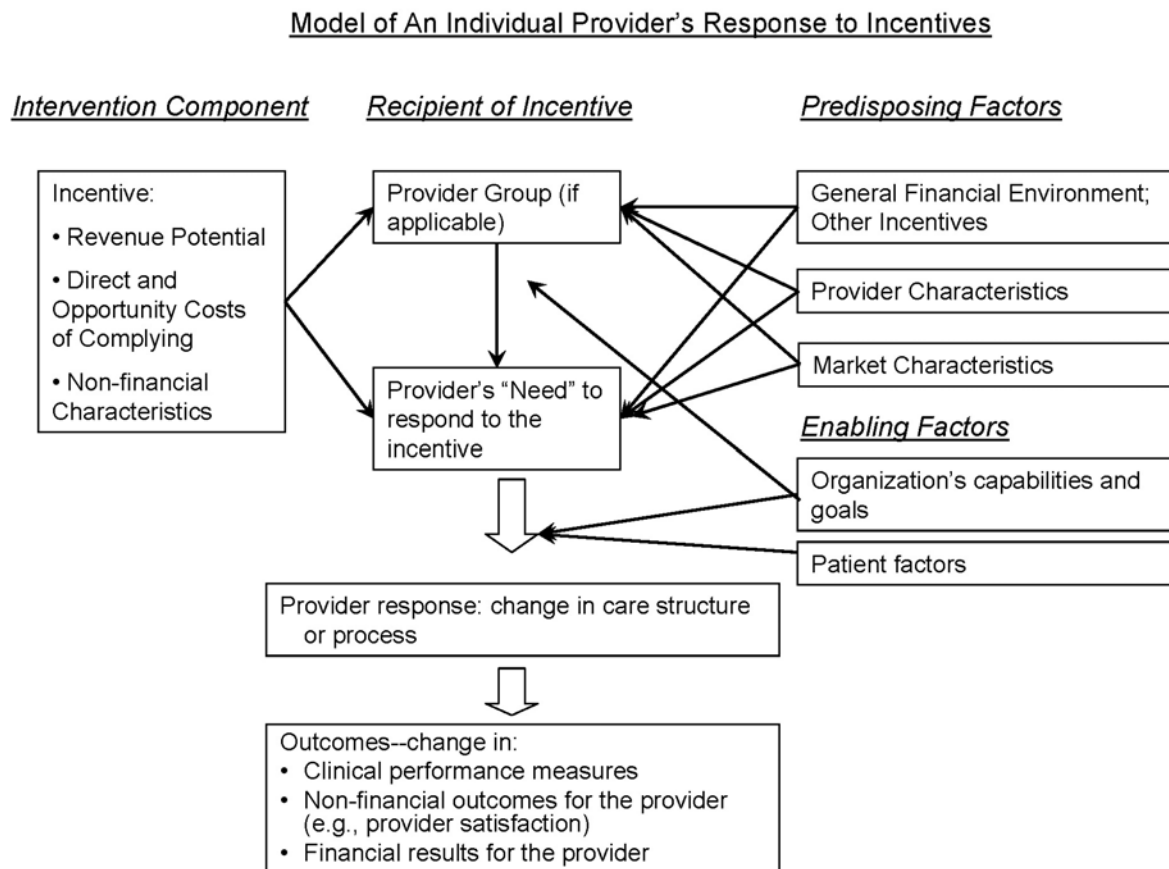 Model of An Individual Provider's Response to Incentives
Intervention Component
Recipient of Incentive
Predisposing Factors
Incentive:
• Revenue Potential
• Direct and
Opportunity Costs
of Complying
• Non-financial
Characteristics
Provider Group (if
applicable)
Provider's “Need” to
respond to the
incentive
General Financial Environment;
Other Incentives
Provider Characteristics
Market Characteristics
Enabling Factors
Organization's capabilities and
goals
Patient factors
Provider response: change in care structure
or process
Outcomes--change in:
• Clinical performance measures
• Non-financial outcomes for the provider
(e.g., provider satisfaction)
• Financial results for the provider